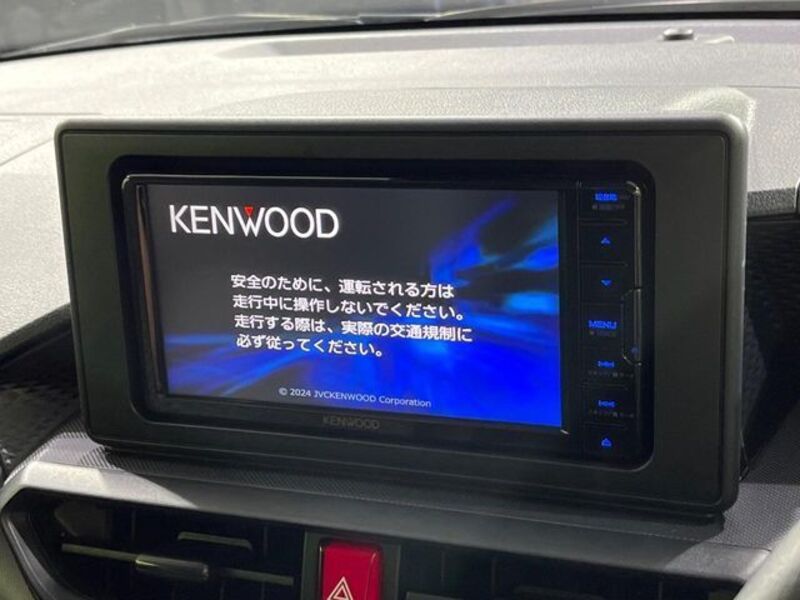 KENWOOD
安全のために、運転される方は
走行中に操作しないでください。
走行する際は、実際の交通規制に
必ず従ってください。
© 2024 JVCKENWOOD Corporation
KENWOOD
MENU